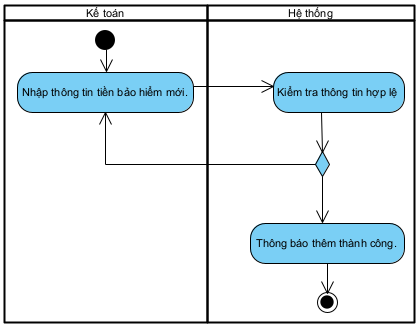 Kế toán
Hệ thống
Nhập thông tin tiền bảo hiểm mới.
Kiểm tra thông tin hợp lệ
Thông báo thêm thành công.